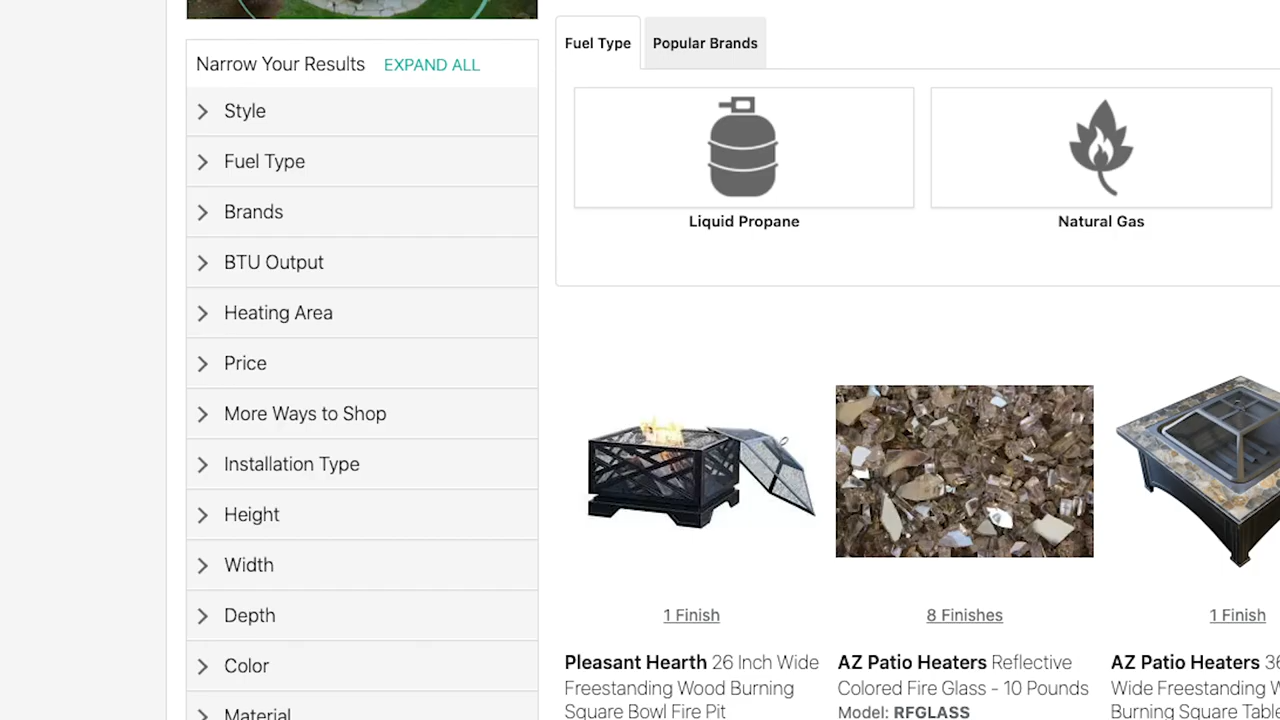 Narrow Your Results EXPAND ALL
Style
Fuel Type
Brands
BTU Output
Heating Area
Price
More Ways to Shop
Installation Type
Height
Width
Depth
Color
Material
Fuel Type Popular Brands
Liquid Propane
Natural Gas
1 Finish
Pleasant Hearth 26 Inch Wide
Freestanding Wood Burning
Square Bowl Fire Pit
8 Finishes
AZ Patio Heaters Reflective
Colored Fire Glass - 10 Pounds
Model: RFGLASS
1 Finish
AZ Patio Heaters 36
Wide Freestanding W
Burning Square Table